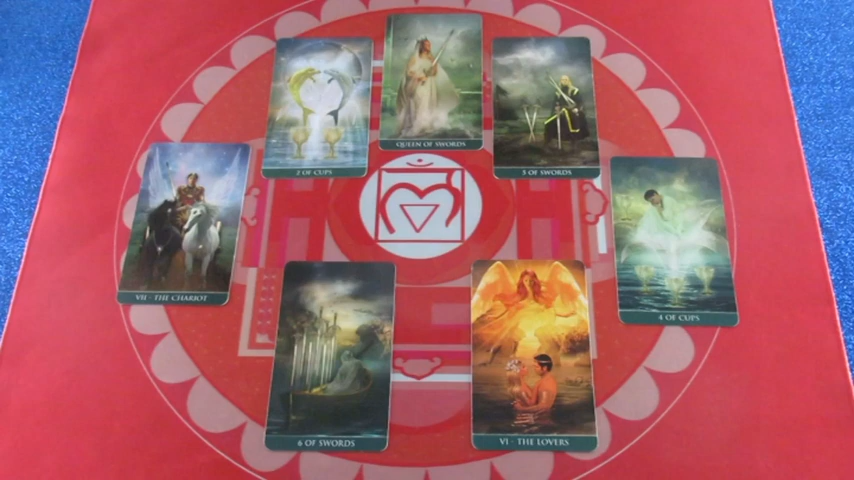 QUEEN OF SWORDS
2 OF CUPS
5 OF SWORDS
VII · THE CHARIOT
4 OF CUPS
6 OF SWORDS
VI · THE LOVERS